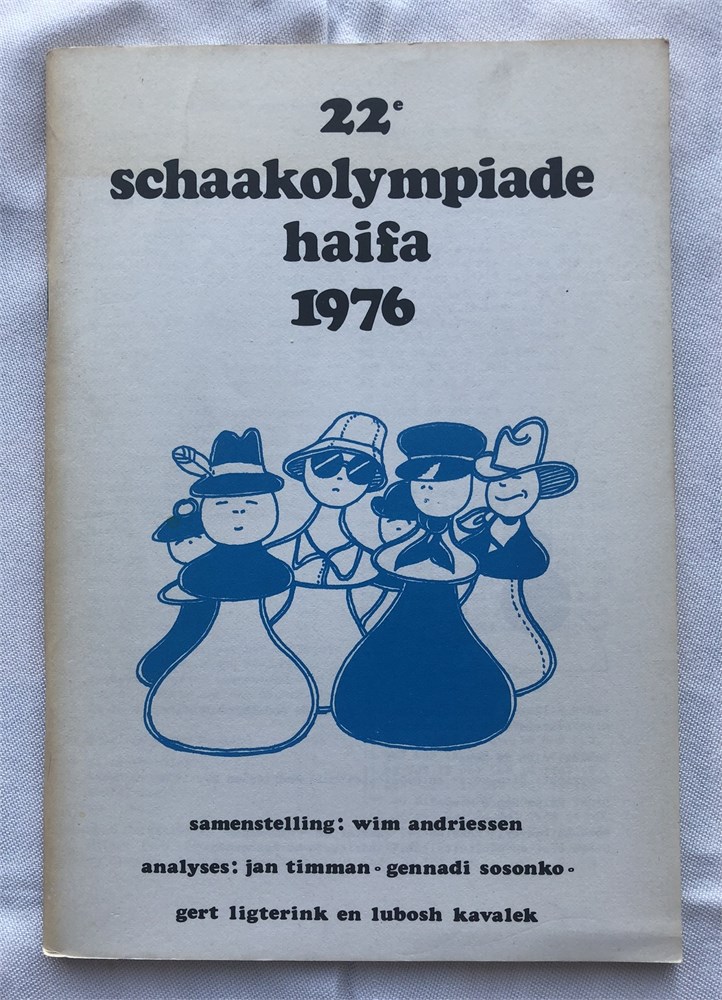 22e
schaakolympiade
haifa
1976
samenstelling: wim andriessen
analyses: jan timman ∘ gennadi sosonko ∘
gert ligterink en lubosh kavalek